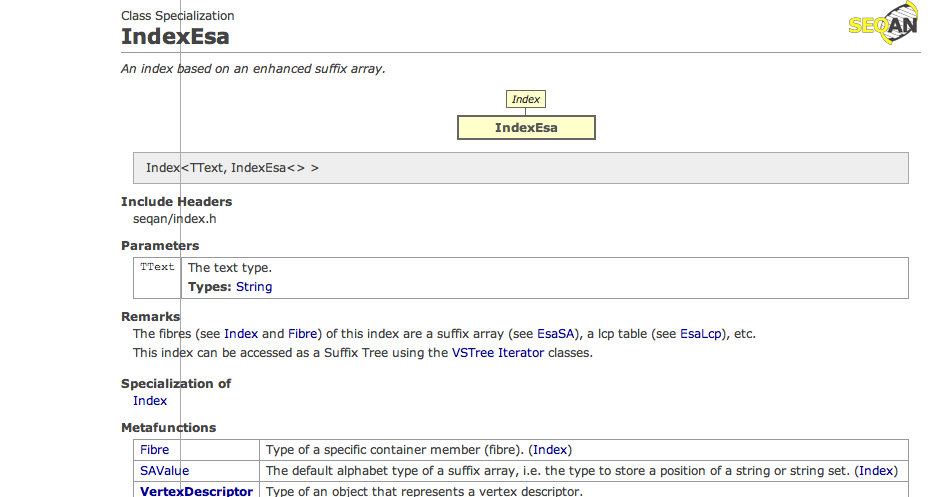 Class Specialization
IndexEsa
SEQAN
An index based on an enhanced suffix array.
Index
IndexEsa
Index<TText, IndexEsa<> >
Include Headers
seqan/index.h
Parameters
TText The text type.
Types: String
Remarks
The fibres (see Index and Fibre) of this index are a suffix array (see EsaSA), a lcp table (see EsaLcp), etc.
This index can be accessed as a Suffix Tree using the VSTree Iterator classes.
Specialization of
Index
Metafunctions
Fibre Type of a specific container member (fibre). (Index)
SAValue The default alphabet type of a suffix array, i.e. the type to store a position of a string or string set. (Index)
VertexDescriptor Type of an object that represents a vertex descriptor.